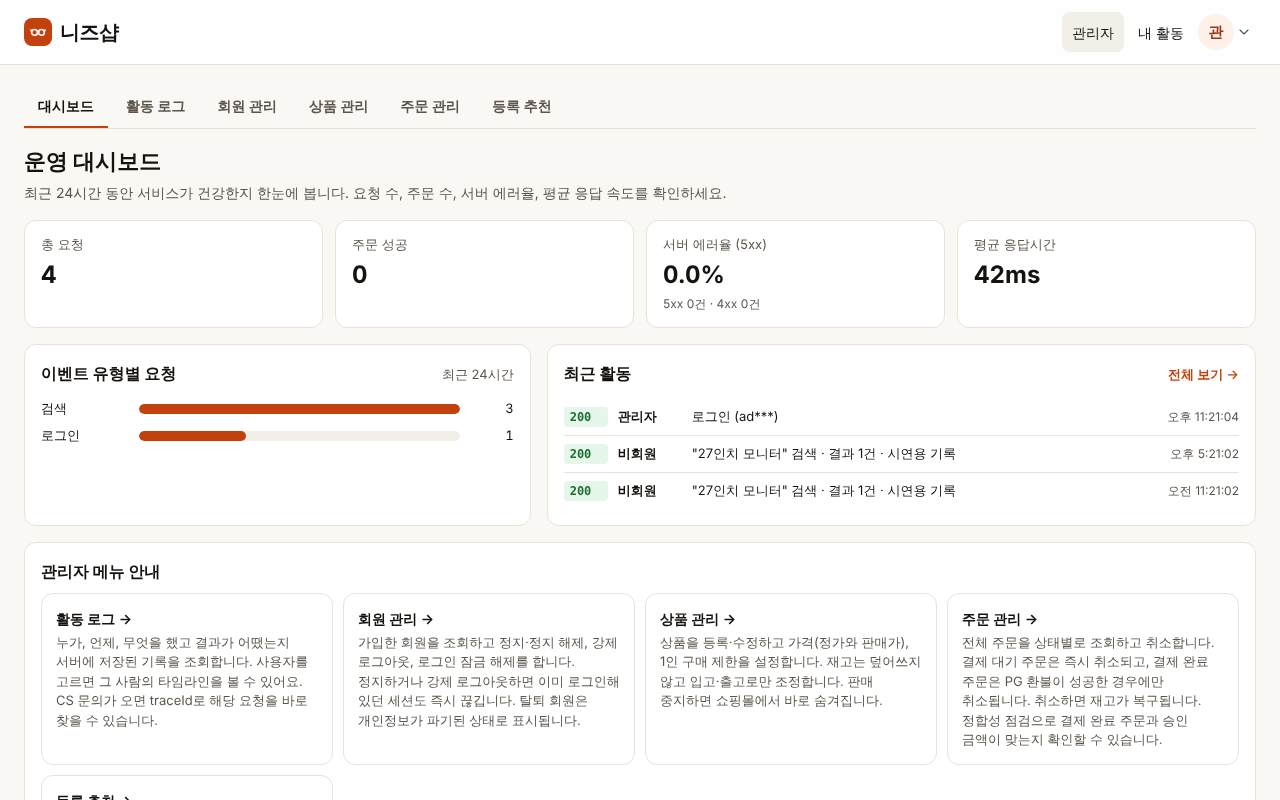 니즈샵
관리자
내 활동
관
대시보드
활동 로그
회원 관리
상품 관리
주문 관리
등록 추천
운영 대시보드
최근 24시간 동안 서비스가 건강한지 한눈에 봅니다. 요청 수, 주문 수, 서버 에러율, 평균 응답 속도를 확인하세요.
총 요청
4
주문 성공
0
서버 에러율 (5xx)
0.0%
5xx 0건 · 4xx 0건
평균 응답시간
42ms
이벤트 유형별 요청
최근 24시간
검색
3
로그인
1
최근 활동
전체 보기 →
200 관리자 로그인 (ad***) 오후 11:21:04
200 비회원 "27인치 모니터" 검색 · 결과 1건 · 시연용 기록 오후 5:21:02
200 비회원 "27인치 모니터" 검색 · 결과 1건 · 시연용 기록 오전 11:21:02
관리자 메뉴 안내
활동 로그 →
누가, 언제, 무엇을 했고 결과가 어땠는지
서버에 저장된 기록을 조회합니다. 사용자를
고르면 그 사람의 타임라인을 볼 수 있어요.
CS 문의가 오면 traceId로 해당 요청을 바로
찾을 수 있습니다.
회원 관리 →
가입한 회원을 조회하고 정지·정지 해제, 강제
로그아웃, 로그인 잠금 해제를 합니다.
정지하거나 강제 로그아웃하면 이미 로그인해
있던 세션도 즉시 끊깁니다. 탈퇴 회원은
개인정보가 파기된 상태로 표시됩니다.
상품 관리 →
상품을 등록·수정하고 가격(정가와 판매가),
1인 구매 제한을 설정합니다. 재고는 덮어쓰지
않고 입고·출고로만 조정합니다. 판매
중지하면 쇼핑몰에서 바로 숨겨집니다.
주문 관리 →
전체 주문을 상태별로 조회하고 취소합니다.
결제 대기 주문은 즉시 취소되고, 결제 완료
주문은 PG 환불이 성공한 경우에만
취소됩니다. 취소하면 재고가 복구됩니다.
정합성 점검으로 결제 완료 주문과 승인
금액이 맞는지 확인할 수 있습니다.
등록 추천 →